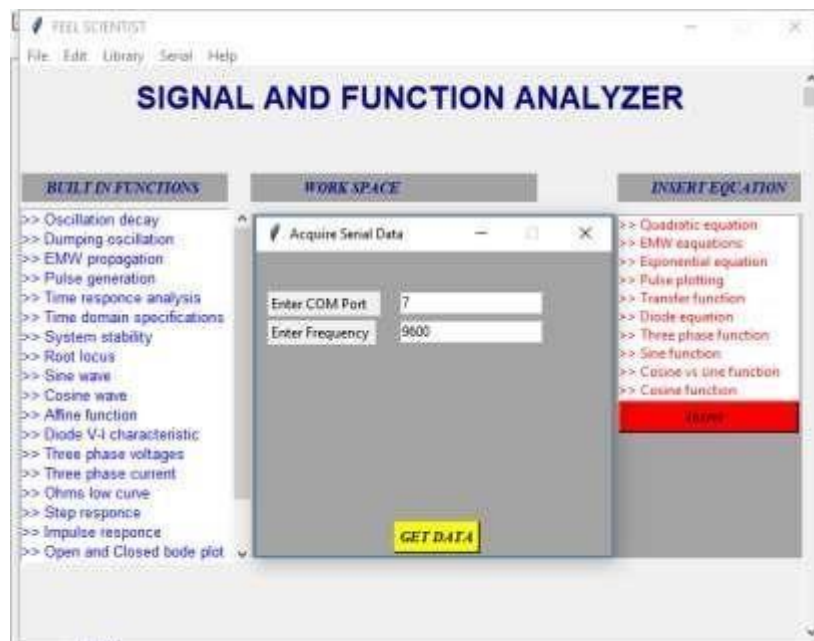 FEEL SCIENTIST
File Edit Library Serial Help
SIGNAL AND FUNCTION ANALYZER
BUILT IN FUNCTIONS
>> Oscillation decay
>> Dumping oscillation
>> EMW propagation
>> Pulse generation
>> Time responce analysis
>> Time domain specifications
>> System stability
>> Root locus
>> Sine wave
>> Cosine wave
>> Affine function
>> Diode V-I characteristic
>> Three phase voltages
>> Three phase current
>> Ohms low curve
>> Step responce
>> Impulse responce
>> Open and Closed bode plot
WORK SPACE
Acquire Serial Data
Enter COM Port 7
Enter Frequency 9600
GET DATA
INSERT EQUATION
>> Quadratic equation
>> EMW eaquations
>> Exponential equation
>> Pulse plotting
>> Transfer function
>> Diode equation
>> Three phase function
>> Sine function
>> Cosine vs sine function
>> Cosine function